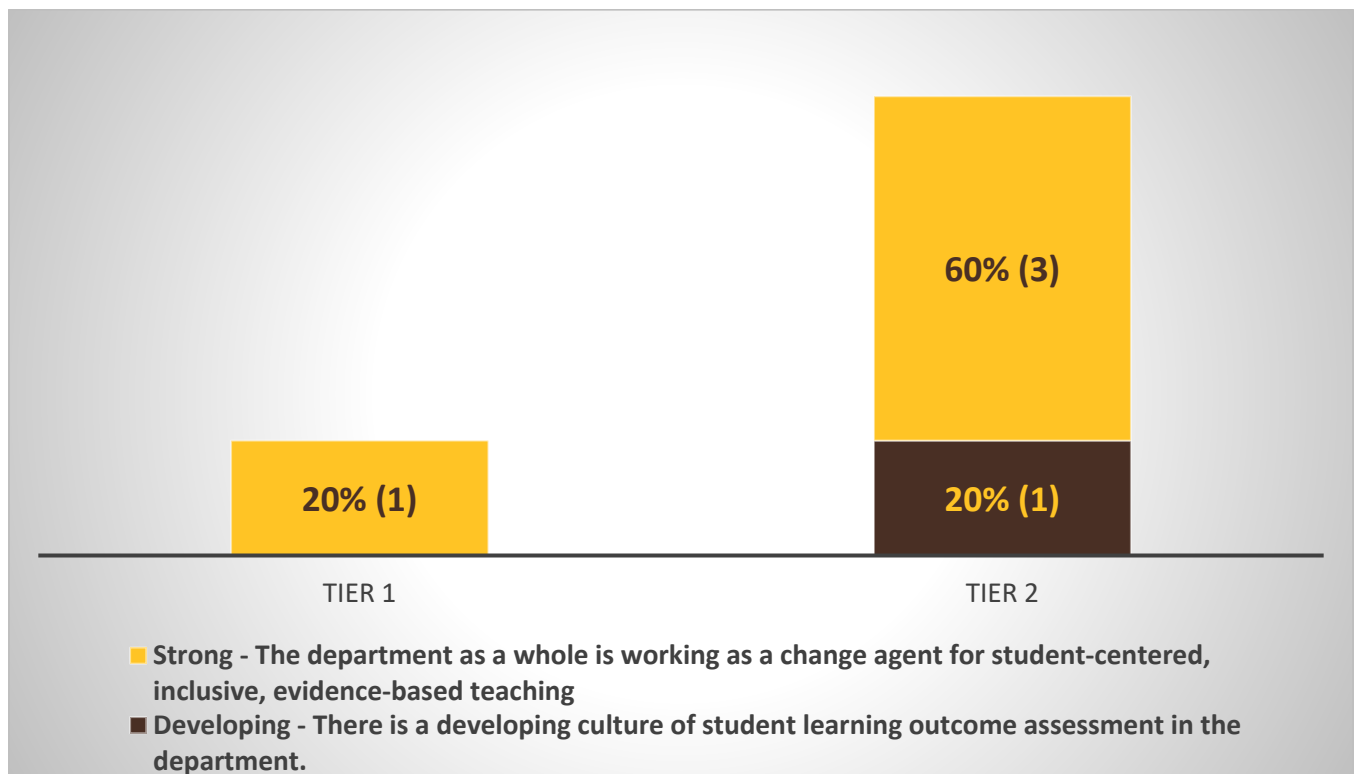 60% (3)
20% (1)
20% (1)
TIER 1
TIER 2
Strong - The department as a whole is working as a change agent for student-centered,
inclusive, evidence-based teaching
Developing - There is a developing culture of student learning outcome assessment in the
department.